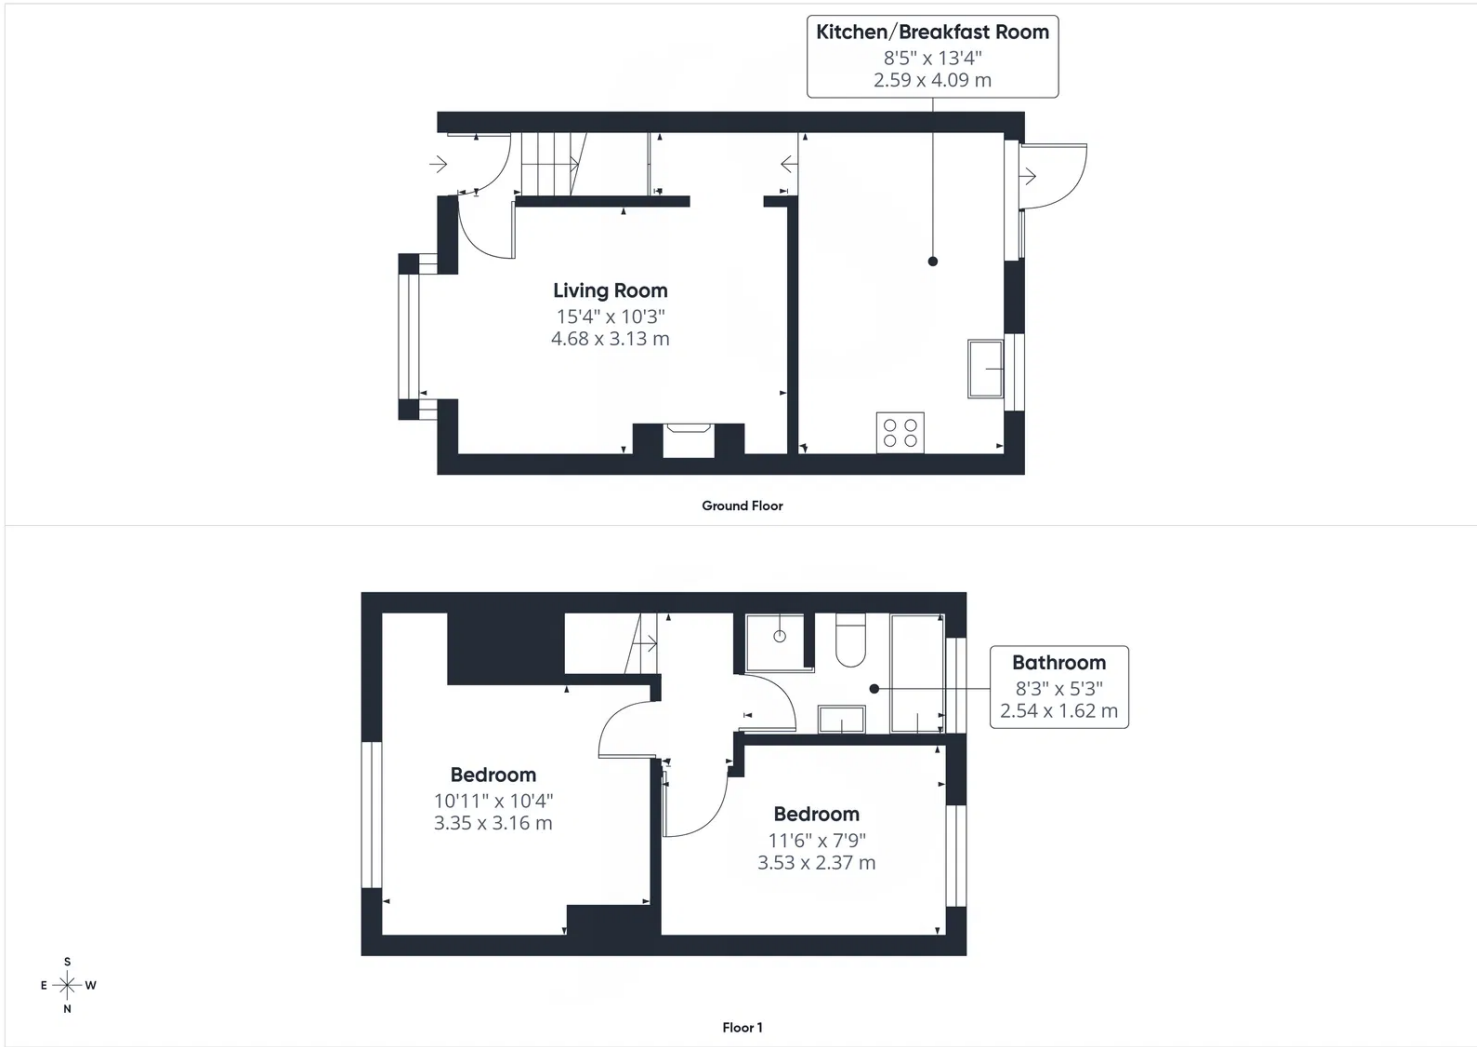 Kitchen/Breakfast Room
8'5" x 13'4"
2.59 x 4.09 m
Living Room
15'4" x 10'3"
4.68 x 3.13 m
Ground Floor
Bathroom
8'3" x 5'3"
2.54 x 1.62 m
Bedroom
10'11" x 10'4"
3.35 x 3.16 m
Bedroom
11'6" x 7'9"
3.53 x 2.37 m
S
E W
N
Floor 1